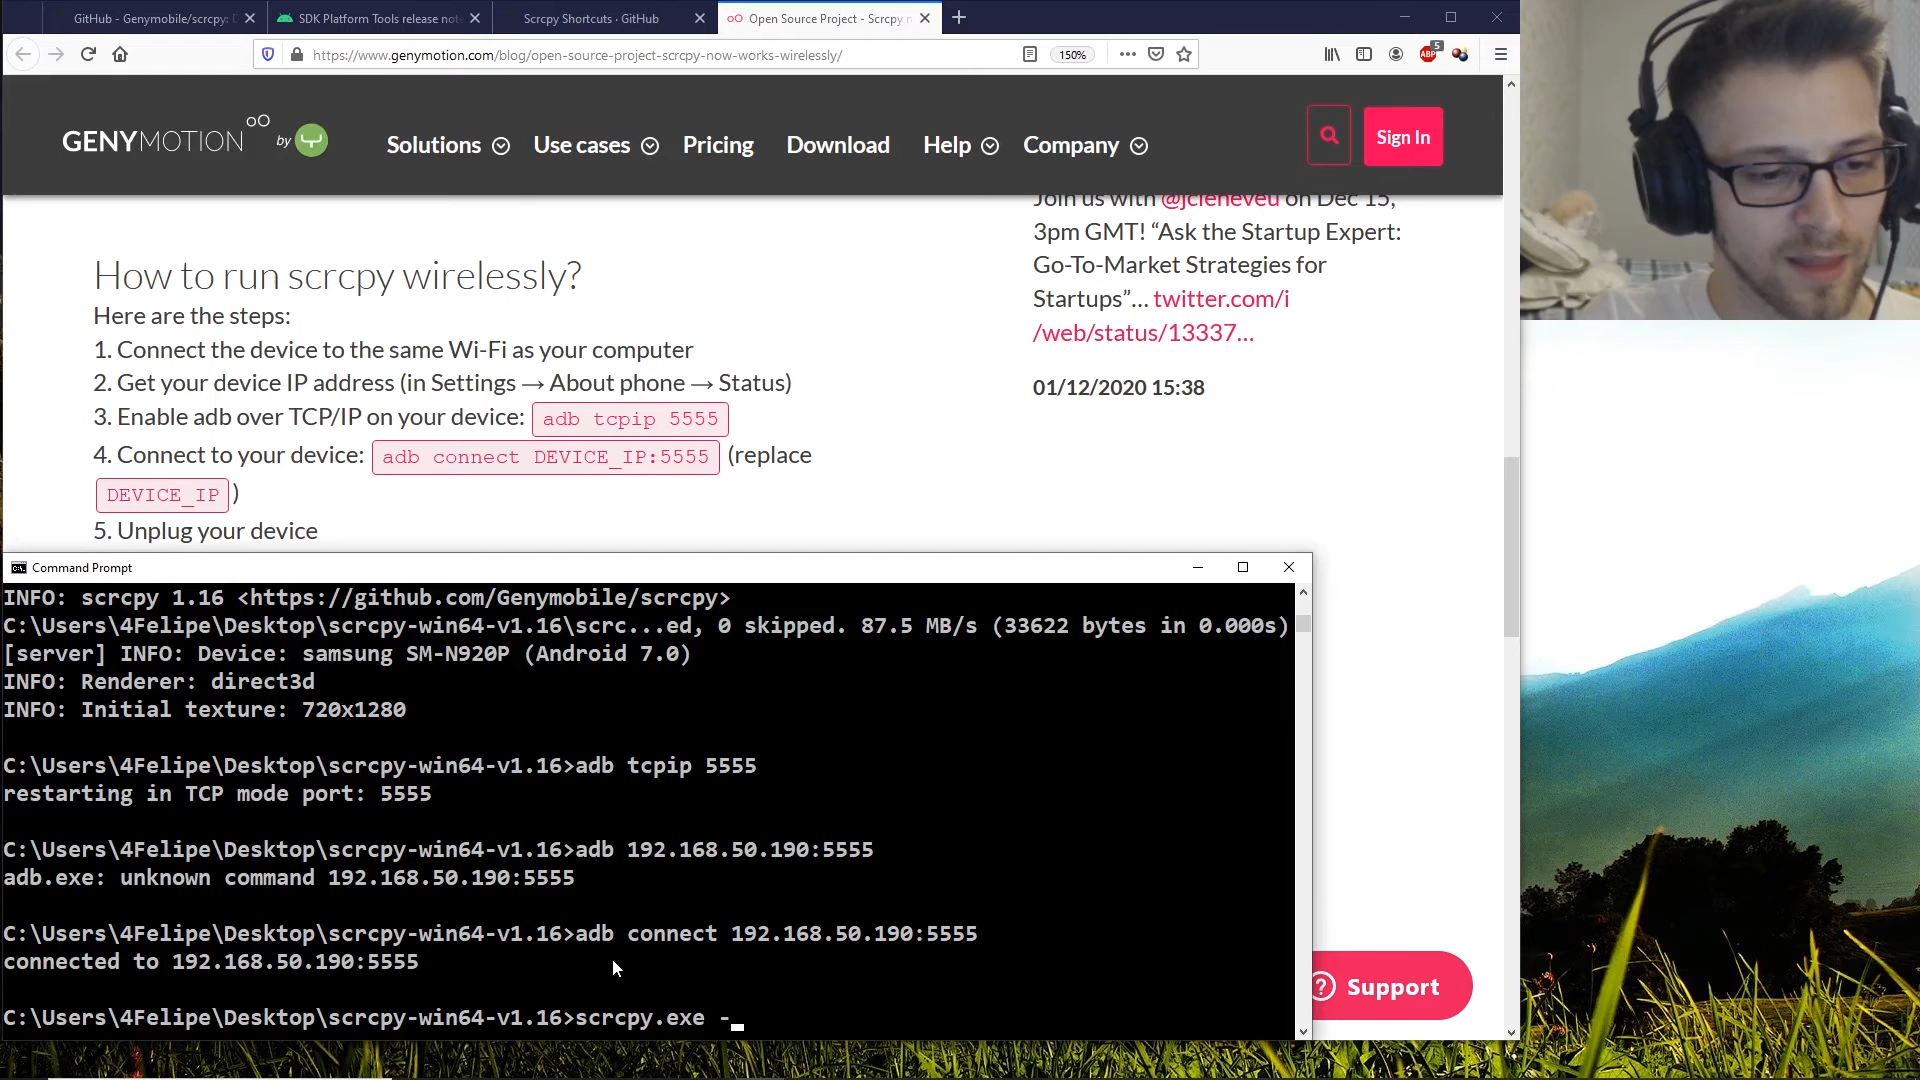 GitHub - Genymobile/scrcpy: D
SDK Platform Tools release not
Scrcpy Shortcuts · GitHub
Open Source Project - Scrcpy n
https://www.genymotion.com/blog/open-source-project-scrcpy-now-works-wirelessly/
150%
ABP
5
GENYMOTION by
Solutions
Use cases
Pricing
Download
Help
Company
Sign In
Join us with @jcleneveu on Dec 15,
3pm GMT! “Ask the Startup Expert:
Go-To-Market Strategies for
Startups”… twitter.com/i
/web/status/13337…
01/12/2020 15:38
How to run scrcpy wirelessly?
Here are the steps:
1. Connect the device to the same Wi-Fi as your computer
2. Get your device IP address (in Settings → About phone → Status)
3. Enable adb over TCP/IP on your device: adb tcpip 5555
4. Connect to your device: adb connect DEVICE_IP:5555 (replace
DEVICE_IP )
5. Unplug your device
Command Prompt
INFO: scrcpy 1.16 <https://github.com/Genymobile/scrcpy>
C:\Users\4Felipe\Desktop\scrcpy-win64-v1.16\scrc...ed, 0 skipped. 87.5 MB/s (33622 bytes in 0.000s)
[server] INFO: Device: samsung SM-N920P (Android 7.0)
INFO: Renderer: direct3d
INFO: Initial texture: 720x1280
C:\Users\4Felipe\Desktop\scrcpy-win64-v1.16>adb tcpip 5555
restarting in TCP mode port: 5555
C:\Users\4Felipe\Desktop\scrcpy-win64-v1.16>adb 192.168.50.190:5555
adb.exe: unknown command 192.168.50.190:5555
C:\Users\4Felipe\Desktop\scrcpy-win64-v1.16>adb connect 192.168.50.190:5555
connected to 192.168.50.190:5555
C:\Users\4Felipe\Desktop\scrcpy-win64-v1.16>scrcpy.exe -
? Support